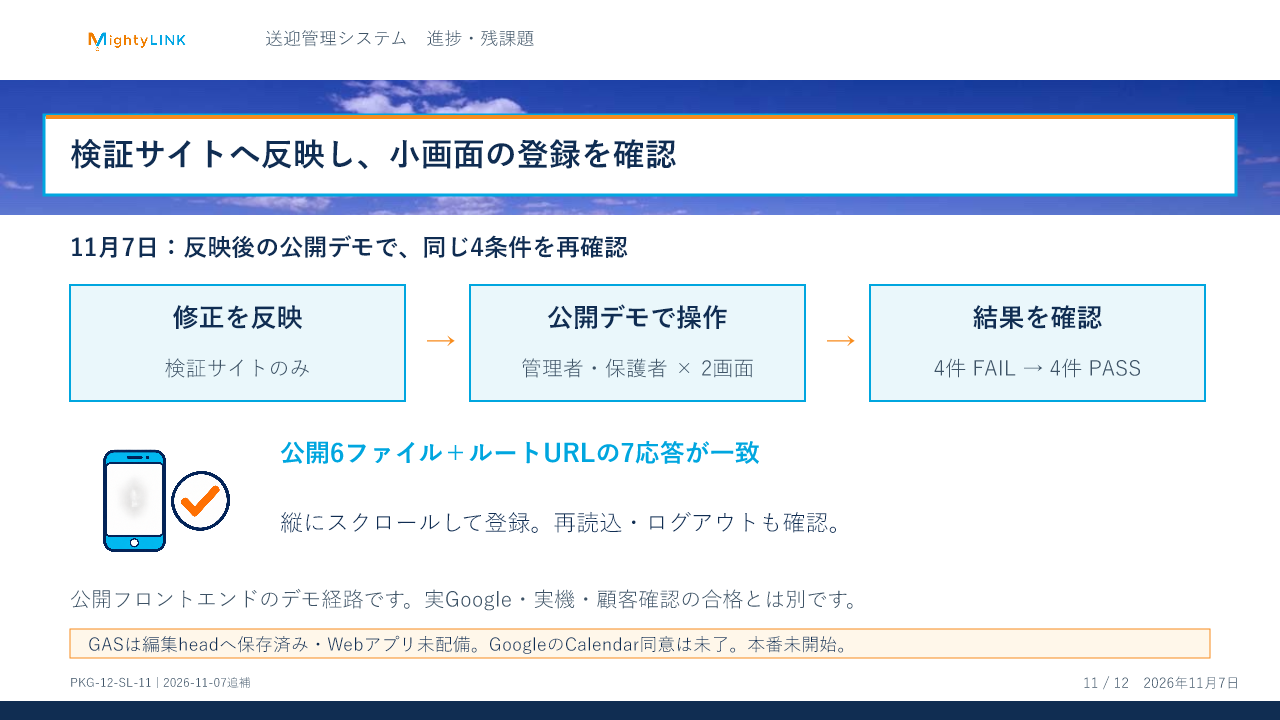 MightyLINK
送迎管理システム　進捗・残課題
検証サイトへ反映し、小画面の登録を確認
11月7日：反映後の公開デモで、同じ4条件を再確認
修正を反映
検証サイトのみ
→
公開デモで操作
管理者・保護者 × 2画面
→
結果を確認
4件 FAIL → 4件 PASS
公開6ファイル＋ルートURLの7応答が一致
縦にスクロールして登録。再読込・ログアウトも確認。
公開フロントエンドのデモ経路です。実Google・実機・顧客確認の合格とは別です。
GASは編集headへ保存済み・Webアプリ未配備。GoogleのCalendar同意は未了。本番未開始。
PKG-12-SL-11 | 2026-11-07追補
11 / 12　2026年11月7日